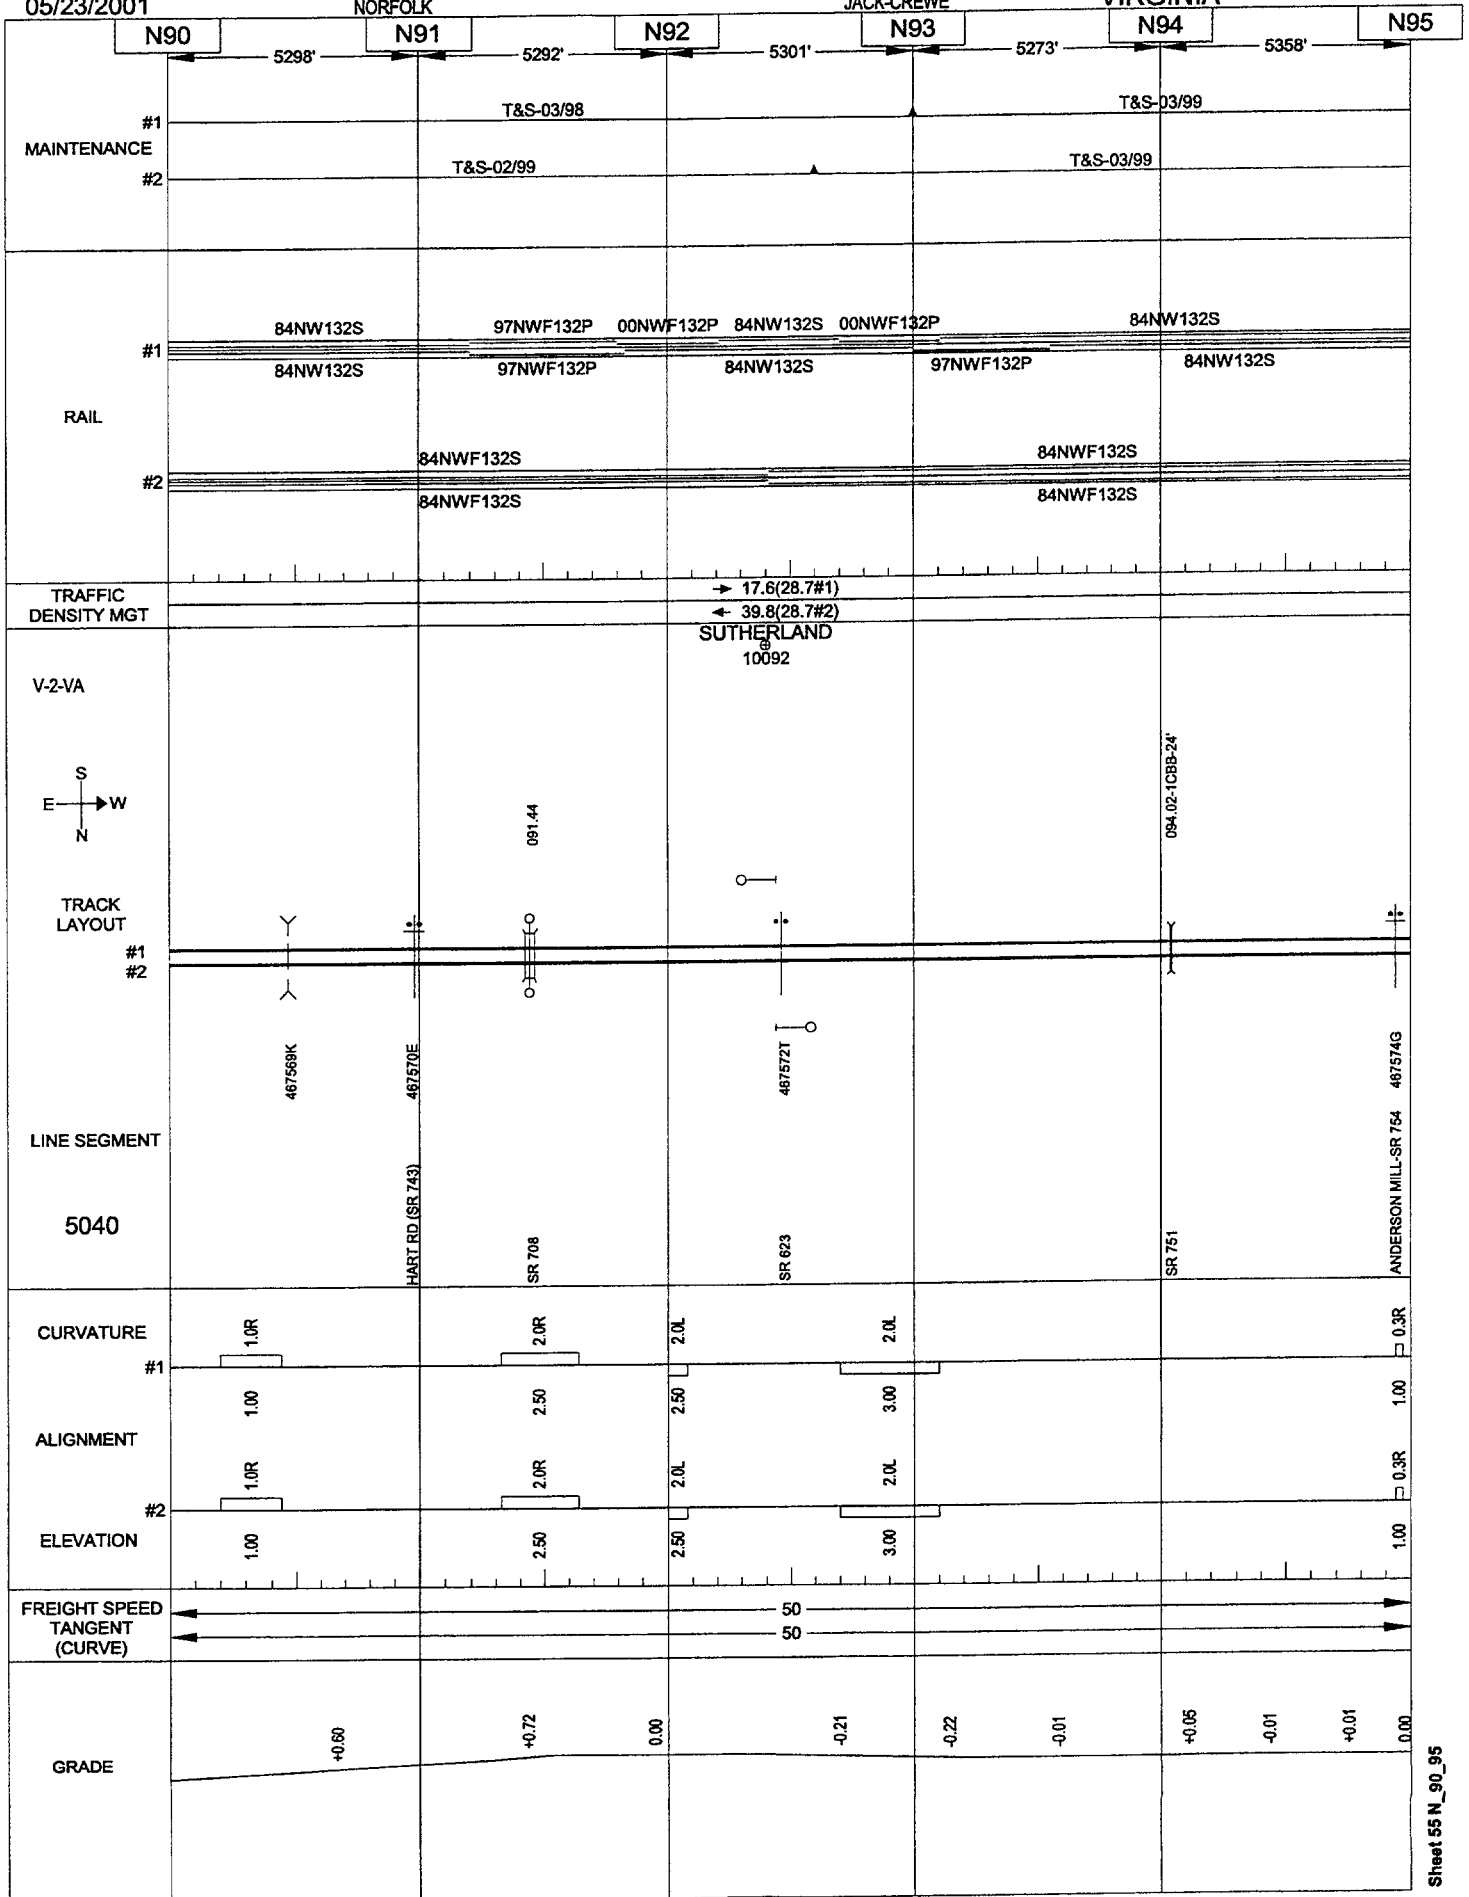 05/23/2001 NORFOLK JACK-CREWE VIRGINIA
N90 N91 N92 N93 N94 N95
5298' 5292' 5301' 5273' 5358'
MAINTENANCE
#1 T&S-03/98 T&S-03/99
#2 T&S-02/99 T&S-03/99
RAIL
84NW132S 97NWF132P 00NWF132P 84NW132S 00NWF132P 84NW132S
#1
84NW132S 97NWF132P 84NW132S 97NWF132P 84NW132S
84NWF132S 84NWF132S
#2
84NWF132S 84NWF132S
TRAFFIC
DENSITY MGT
17.6(28.7#1)
39.8(28.7#2)
SUTHERLAND
10092
V-2-VA
S
E W
N
091.44
094.02-1CBB-24'
TRACK
LAYOUT
#1
#2
467569K
467570E
467572T
467574G
LINE SEGMENT
5040
HART RD (SR 743)
SR 708
SR 623
SR 751
ANDERSON MILL-SR 754
CURVATURE
1.0R 2.0R 2.0L 2.0L 0.3R
#1
1.00 2.50 2.50 3.00 1.00
ALIGNMENT
1.0R 2.0R 2.0L 2.0L 0.3R
#2
ELEVATION
1.00 2.50 2.50 3.00 1.00
FREIGHT SPEED
TANGENT
(CURVE)
50
50
GRADE
+0.60 +0.72 0.00 -0.21 -0.22 -0.01 +0.05 -0.01 +0.01 0.00
Sheet 55 N_90_95